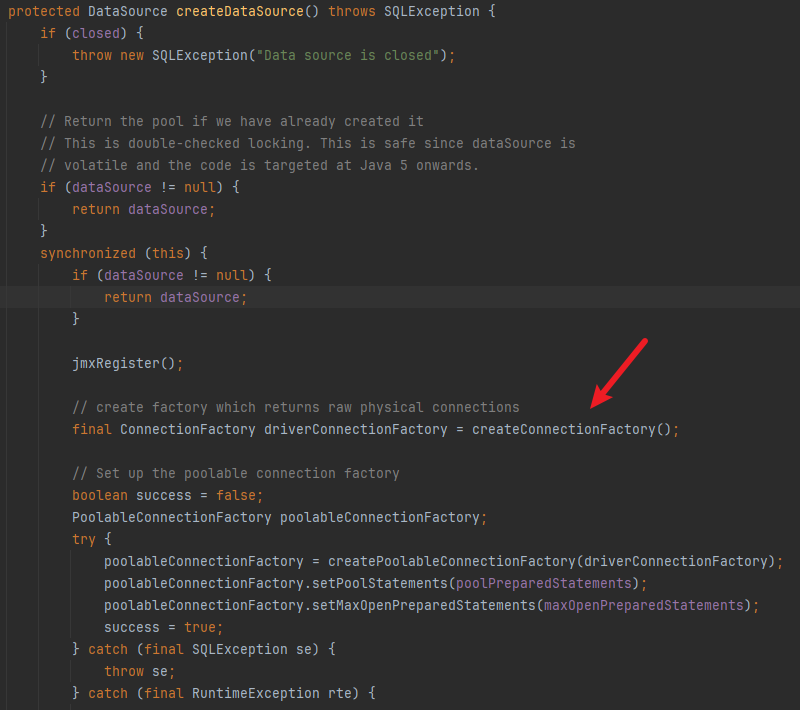 protected DataSource createDataSource() throws SQLException {
if (closed) {
throw new SQLException("Data source is closed");
}
// Return the pool if we have already created it
// This is double-checked locking. This is safe since dataSource is
// volatile and the code is targeted at Java 5 onwards.
if (dataSource != null) {
return dataSource;
}
synchronized (this) {
if (dataSource != null) {
return dataSource;
}
jmxRegister();
// create factory which returns raw physical connections
final ConnectionFactory driverConnectionFactory = createConnectionFactory();
// Set up the poolable connection factory
boolean success = false;
PoolableConnectionFactory poolableConnectionFactory;
try {
poolableConnectionFactory = createPoolableConnectionFactory(driverConnectionFactory);
poolableConnectionFactory.setPoolStatements(poolPreparedStatements);
poolableConnectionFactory.setMaxOpenPreparedStatements(maxOpenPreparedStatements);
success = true;
} catch (final SQLException se) {
throw se;
} catch (final RuntimeException rte) {